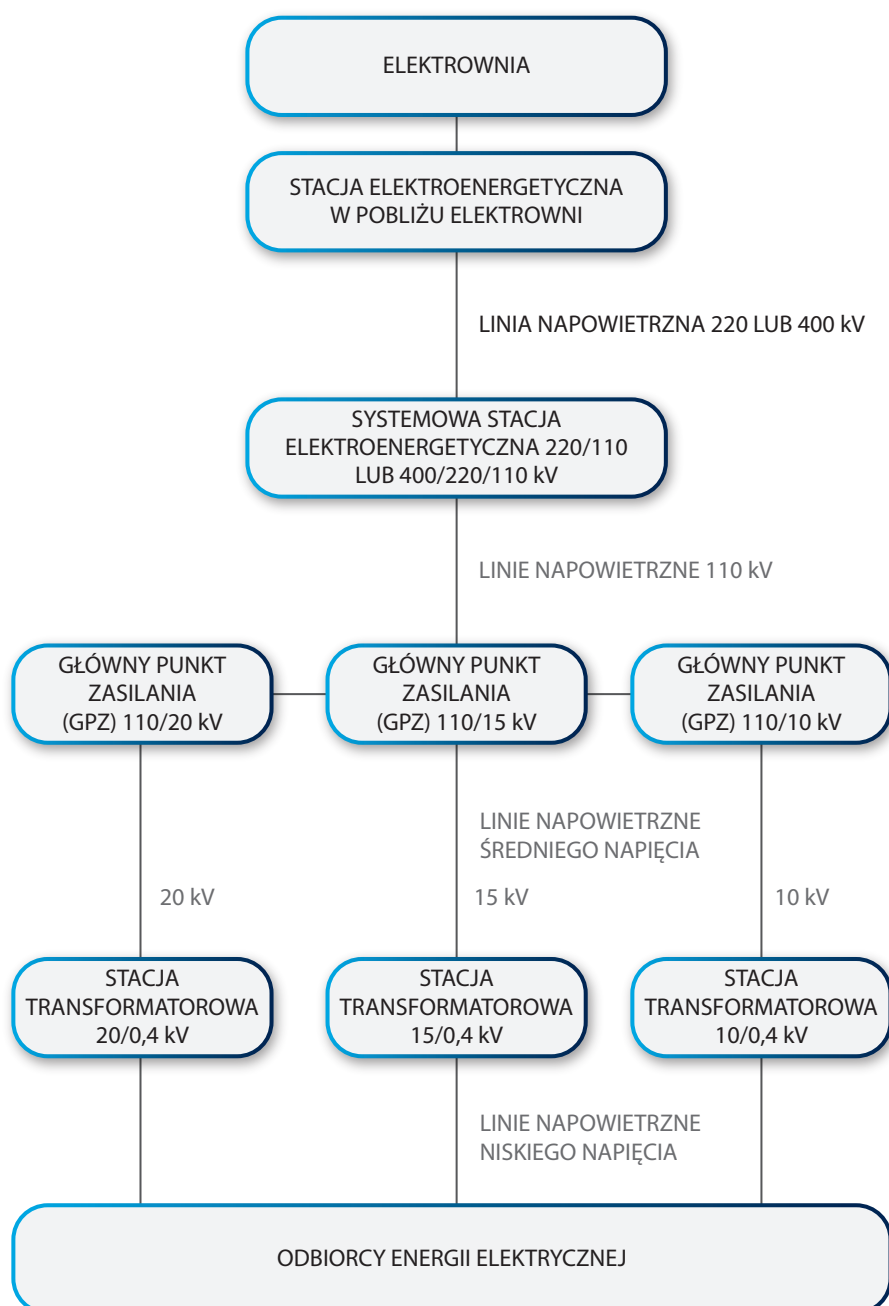 ELEKTROWNIA
STACJA ELEKTROENERGETYCZNA
W POBLIŻU ELEKTROWNI
LINIA NAPOWIETRZNA 220 LUB 400 kV
SYSTEMOWA STACJA
ELEKTROENERGETYCZNA 220/110
LUB 400/220/110 kV
LINIE NAPOWIETRZNE 110 kV
GŁÓWNY PUNKT
ZASILANIA
(GPZ) 110/20 kV
GŁÓWNY PUNKT
ZASILANIA
(GPZ) 110/15 kV
GŁÓWNY PUNKT
ZASILANIA
(GPZ) 110/10 kV
LINIE NAPOWIETRZNE
ŚREDNIEGO NAPIĘCIA
20 kV
15 kV
10 kV
STACJA
TRANSFORMATOROWA
20/0,4 kV
STACJA
TRANSFORMATOROWA
15/0,4 kV
STACJA
TRANSFORMATOROWA
10/0,4 kV
LINIE NAPOWIETRZNE
NISKIEGO NAPIĘCIA
ODBIORCY ENERGII ELEKTRYCZNEJ